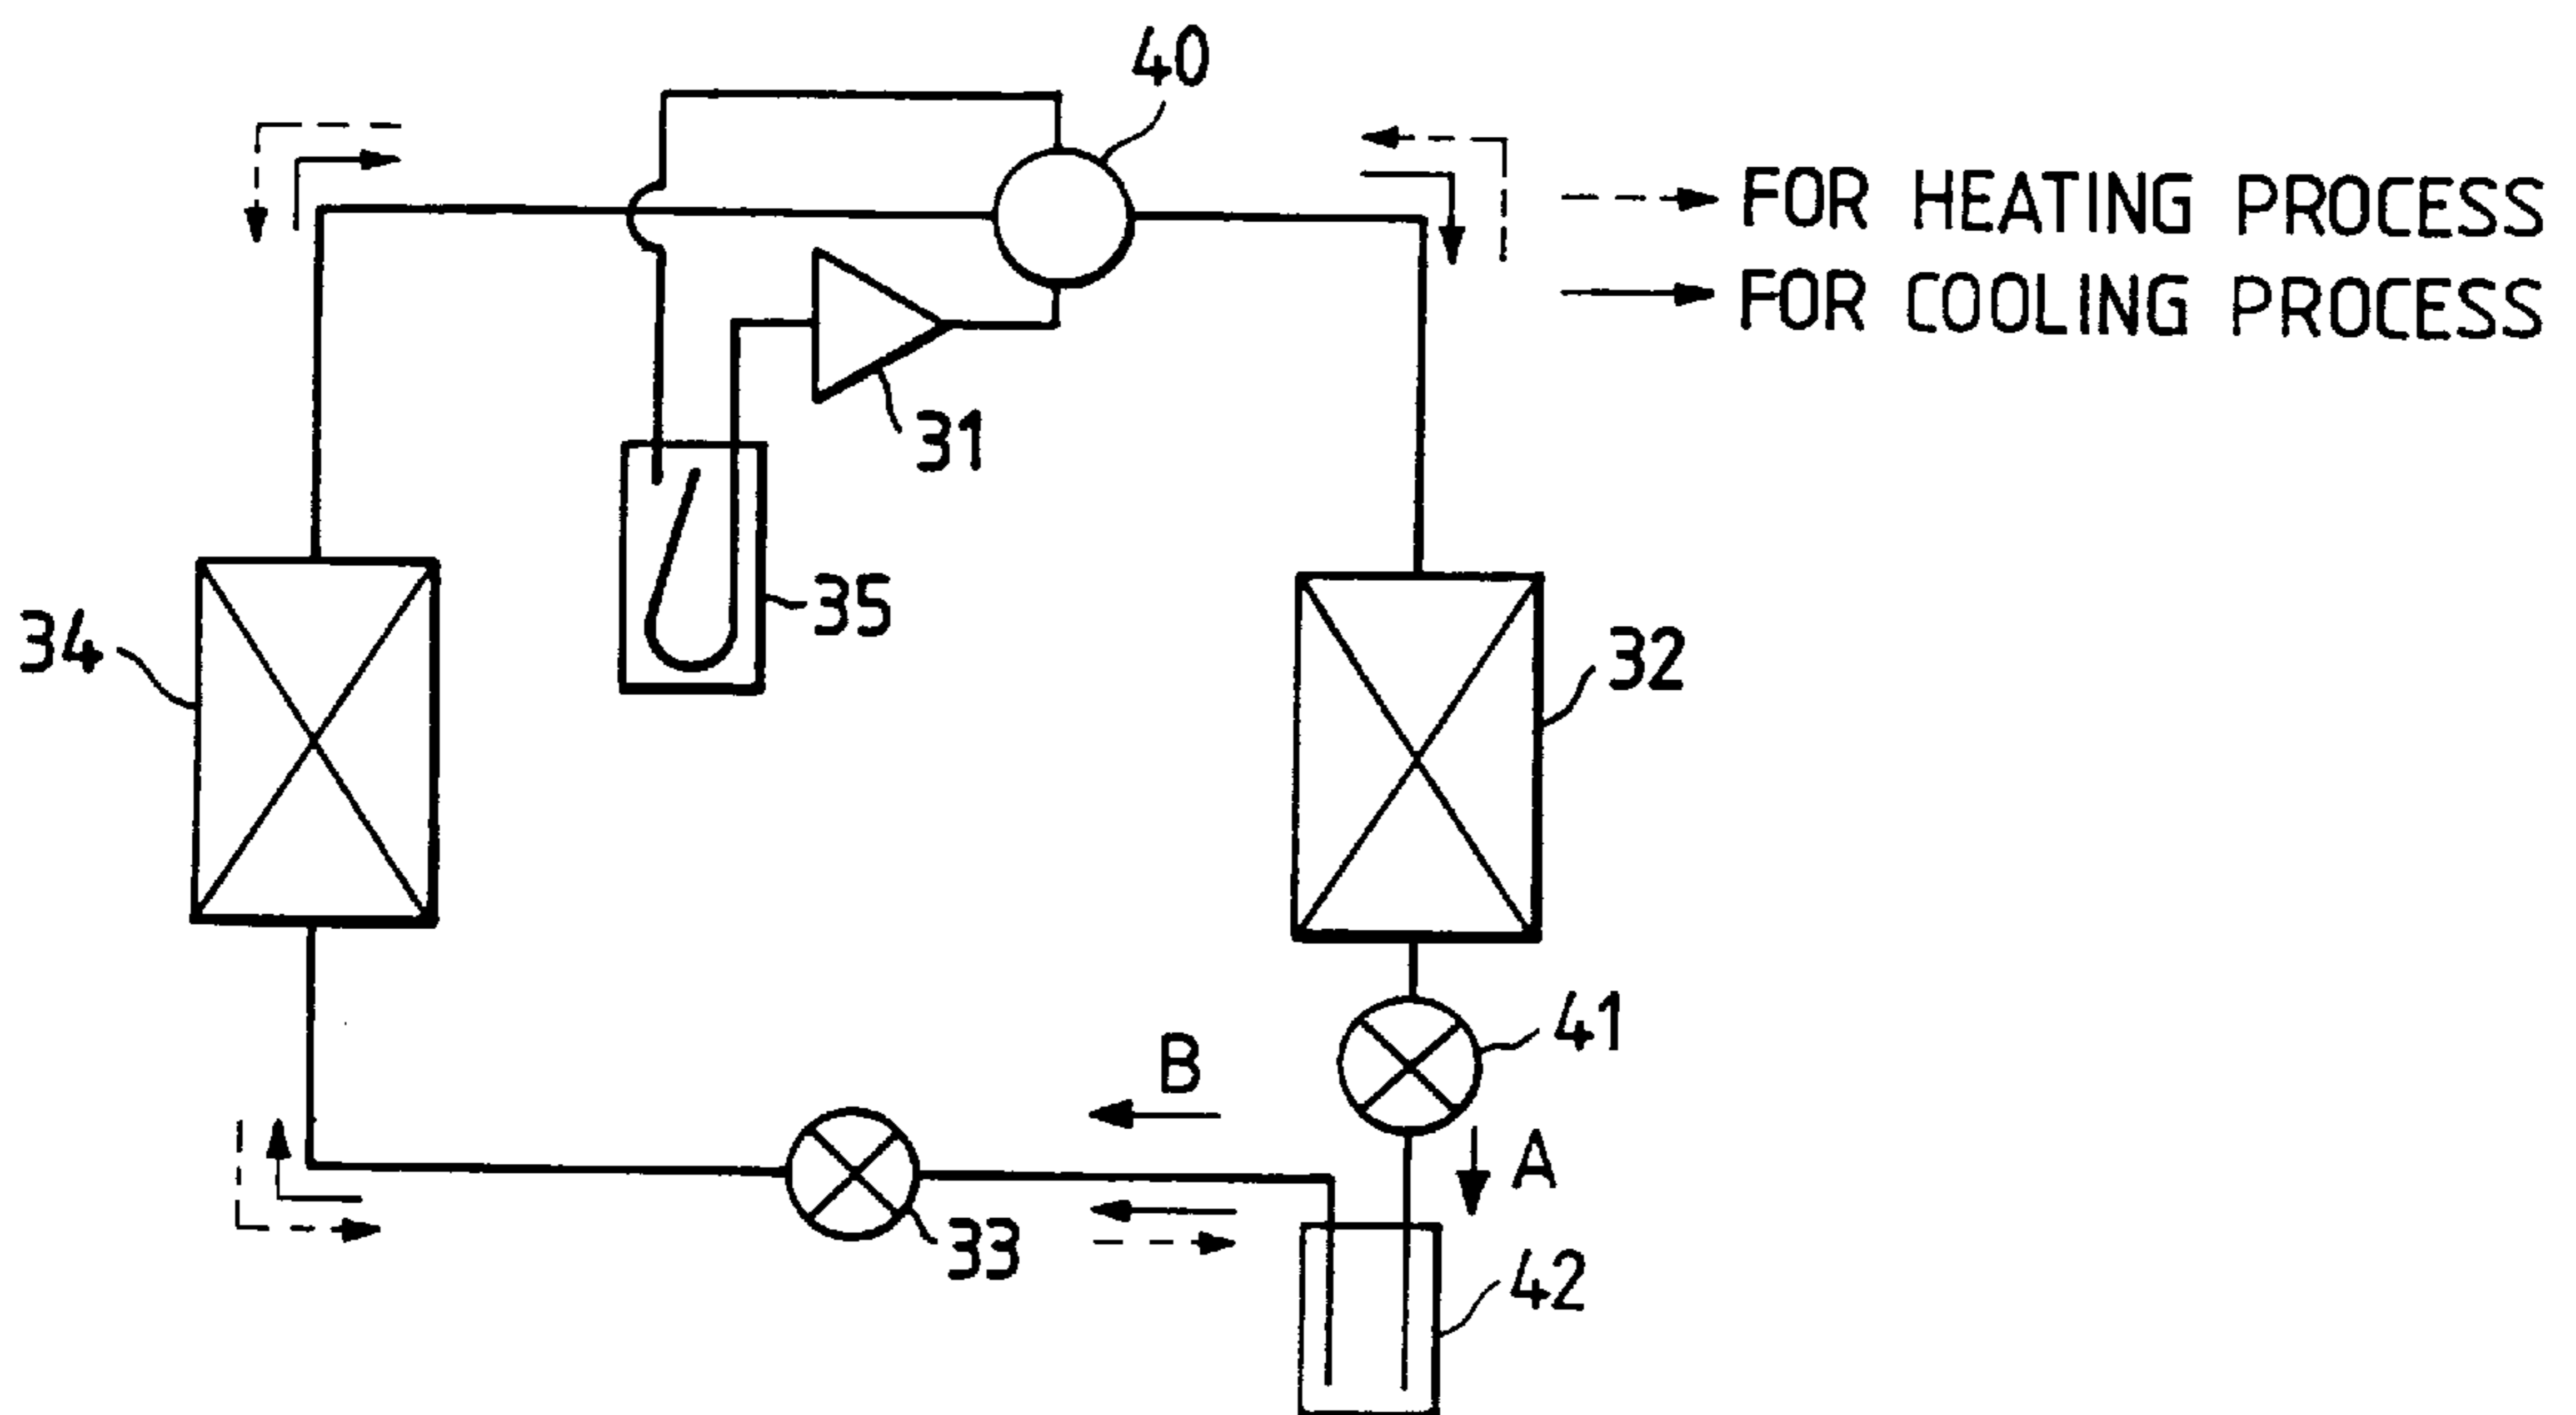 40
FOR HEATING PROCESS
FOR COOLING PROCESS
31
35
34
32
41
B
A
33
42